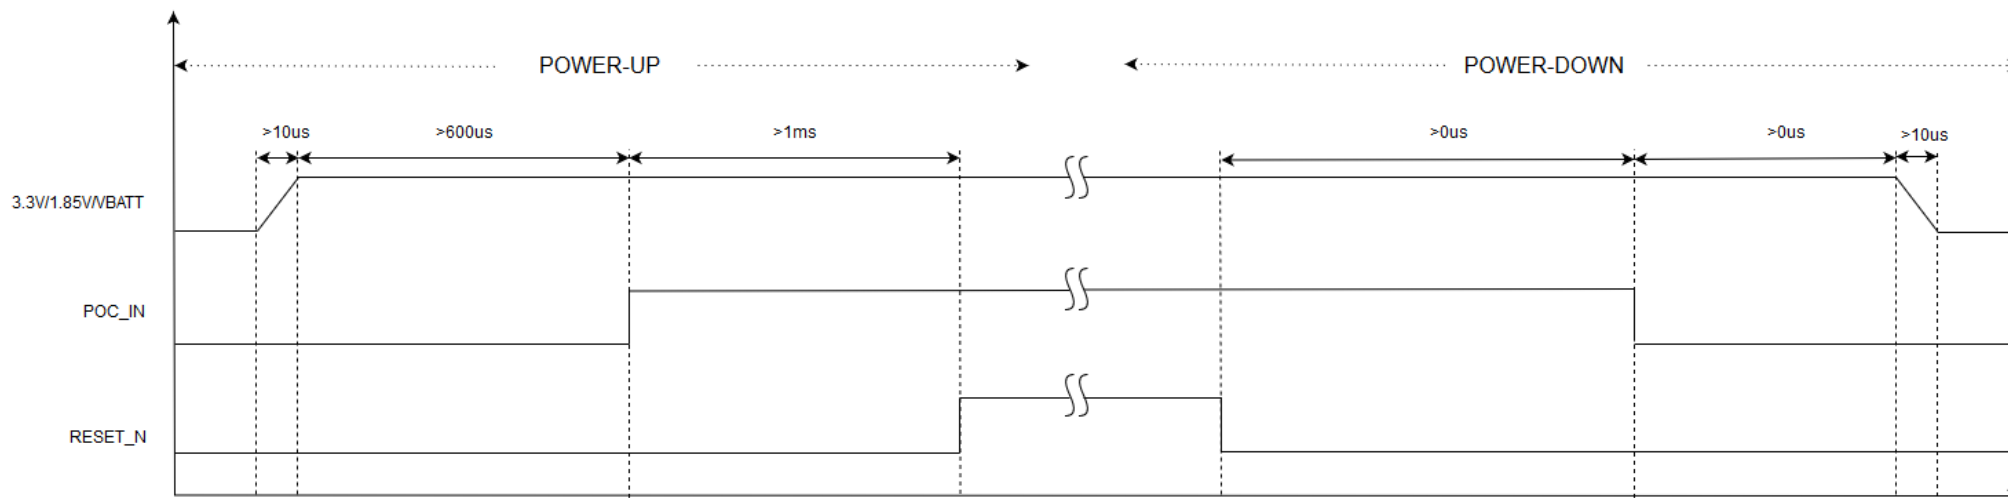 POWER-UP POWER-DOWN
>10us >600us >1ms >0us >0us >10us
3.3V/1.85V/VBATT
POC_IN
RESET_N